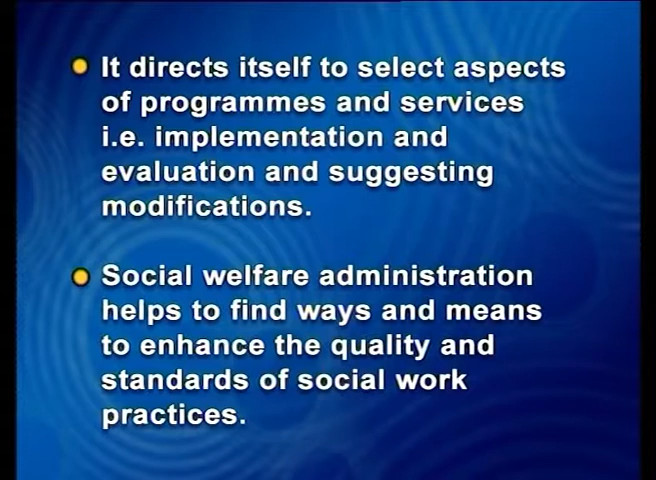 It directs itself to select aspects
of programmes and services
i.e. implementation and
evaluation and suggesting
modifications.
Social welfare administration
helps to find ways and means
to enhance the quality and
standards of social work
practices.